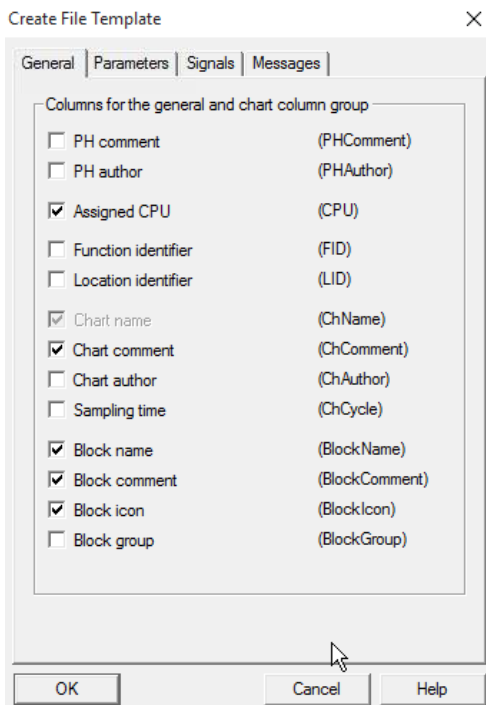 Create File Template
General Parameters Signals Messages
Columns for the general and chart column group
PH comment (PHComment)
PH author (PHAuthor)
Assigned CPU (CPU)
Function identifier (FID)
Location identifier (LID)
Chart name (ChName)
Chart comment (ChComment)
Chart author (ChAuthor)
Sampling time (ChCycle)
Block name (BlockName)
Block comment (BlockComment)
Block icon (BlockIcon)
Block group (BlockGroup)
OK Cancel Help